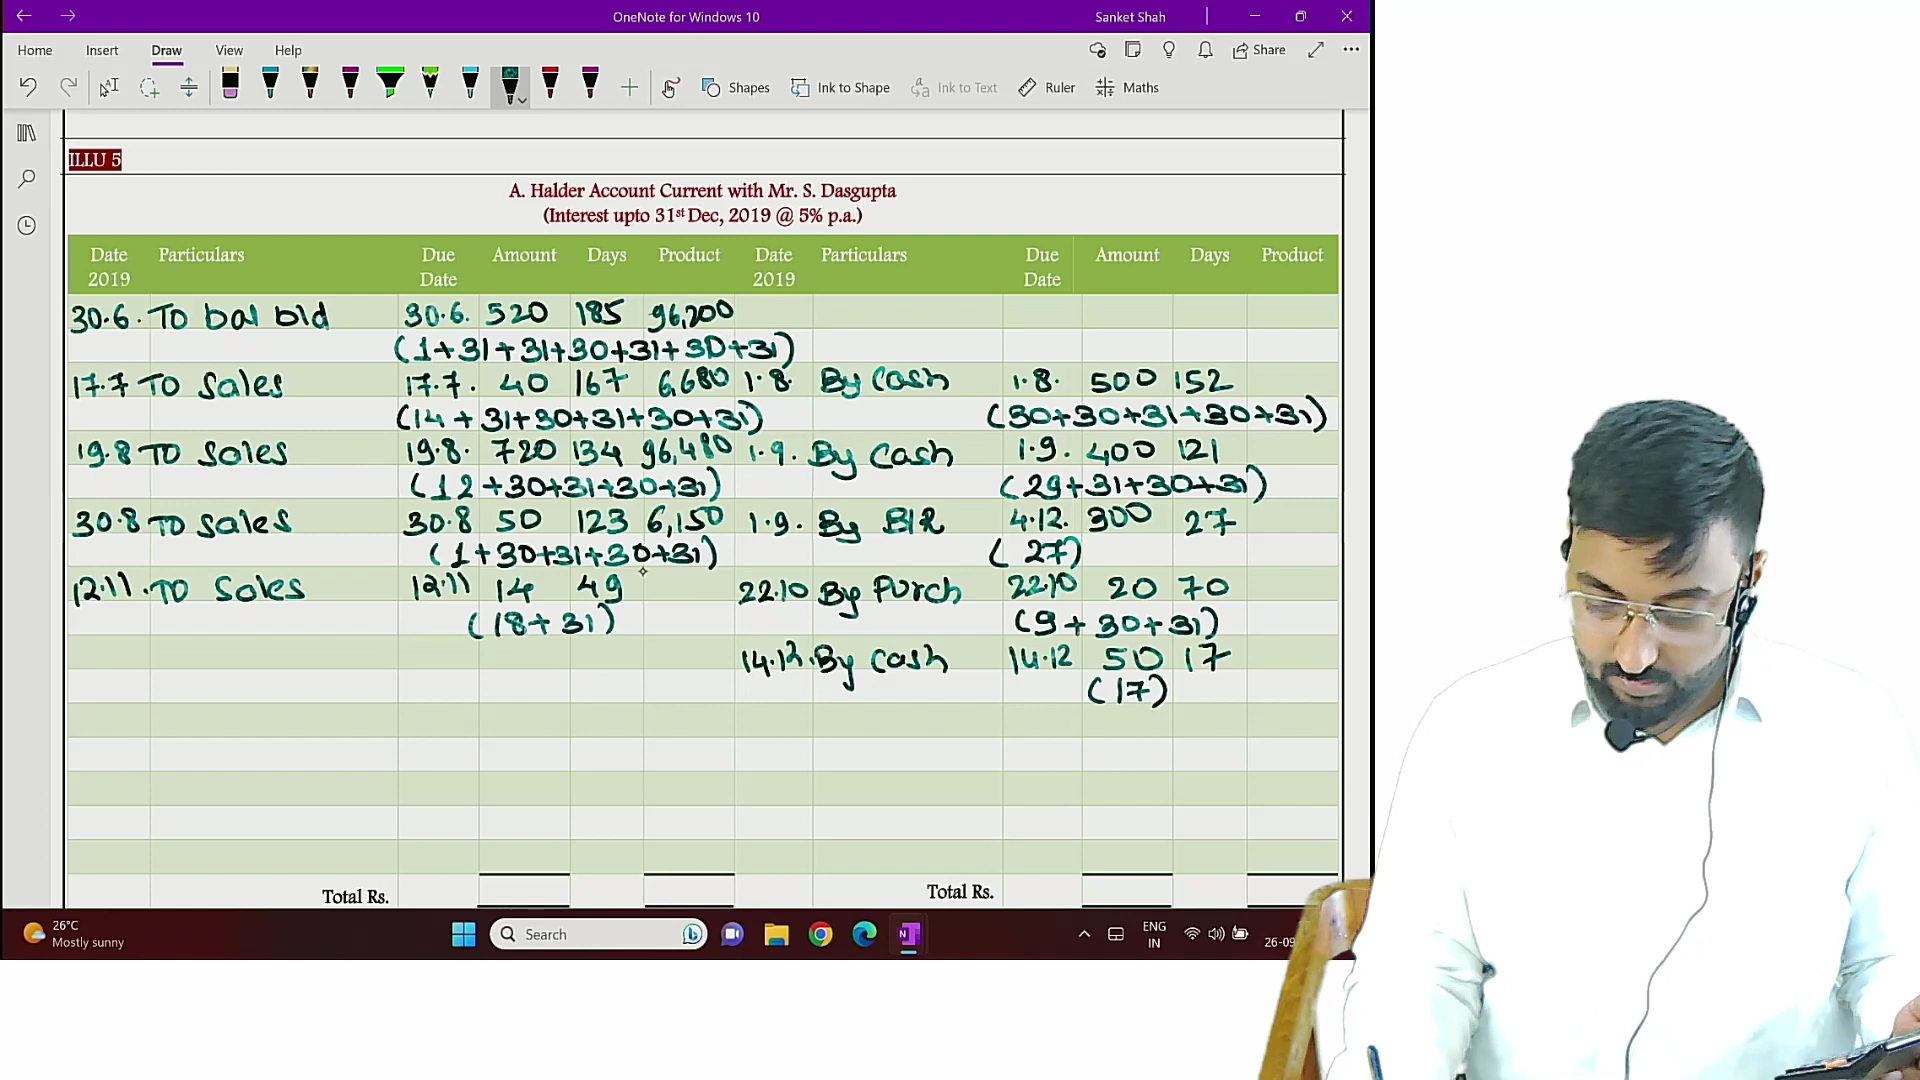 OneNote for Windows 10
Sanket Shah
Home Insert Draw View Help
Share
Shapes Ink to Shape Ink to Text Ruler Maths
ILLU 5
A. Halder Account Current with Mr. S. Dasgupta
(Interest upto 31st Dec, 2019 @ 5% p.a.)
Date 2019 Particulars Due Date Amount Days Product Date 2019 Particulars Due Date Amount Days Product
30.6. To bal b/d 30.6. 520 185 96,200
(1+31+31+30+31+30+31)
17.7 To Sales 17.7. 40 167 6,680 1.8. By Cash 1.8. 500 152
(14+31+30+31+30+31) (30+30+31+30+31)
19.8 To Sales 19.8. 720 134 96,480 1.9. By Cash 1.9. 400 121
(12+30+31+30+31) (29+31+30+31)
30.8 To Sales 30.8 50 123 6,150 1.9. By B/R 4.12. 300 27
(1+30+31+30+31) (27)
12.11. To Sales 12.11 14 49 22.10 By Purch 22.10 20 70
(18+31) (9+30+31)
14.12. By Cash 14.12 50 17
(17)
Total Rs. Total Rs.
26°C
Mostly sunny
Search
ENG
IN
26-09